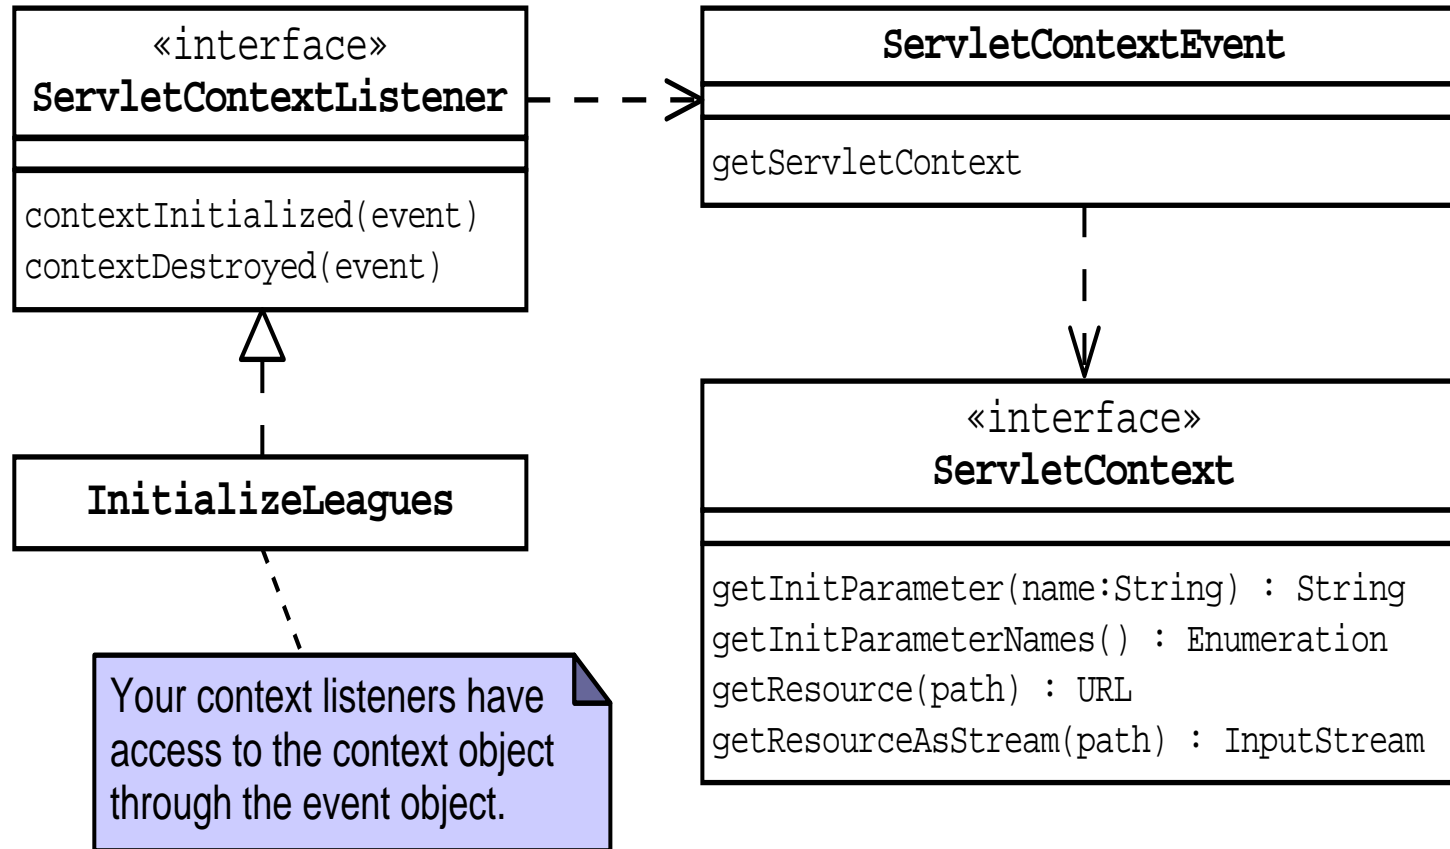 «interface»
ServletContextListener
contextInitialized(event)
contextDestroyed(event)
ServletContextEvent
getServletContext
InitializeLeagues
«interface»
ServletContext
getInitParameter(name:String) : String
getInitParameterNames() : Enumeration
getResource(path) : URL
getResourceAsStream(path) : InputStream
Your context listeners have
access to the context object
through the event object.